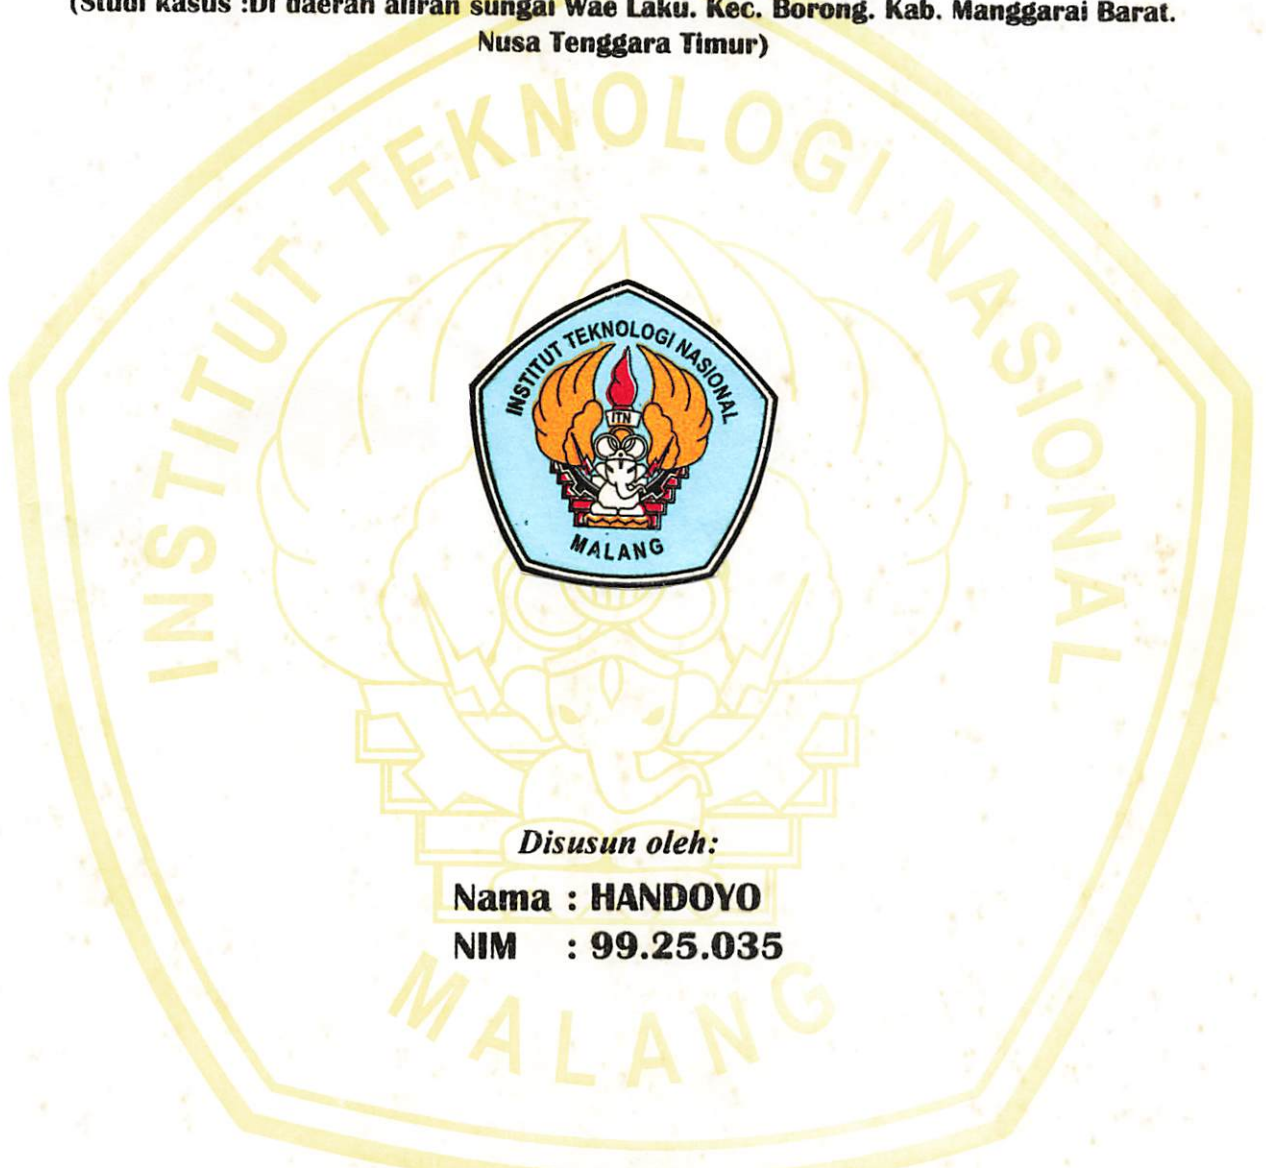 (Studi kasus :Di daerah aliran sungai Wae Laku. Kec. Borong. Kab. Manggarai Barat.
Nusa Tenggara Timur)
INSTITUT TEKNOLOGI NASIONAL
INSTITUT TEKNOLOGI NASIONAL
ITN
MALANG
Disusun oleh:
Nama : HANDOYO
NIM : 99.25.035
MALANG